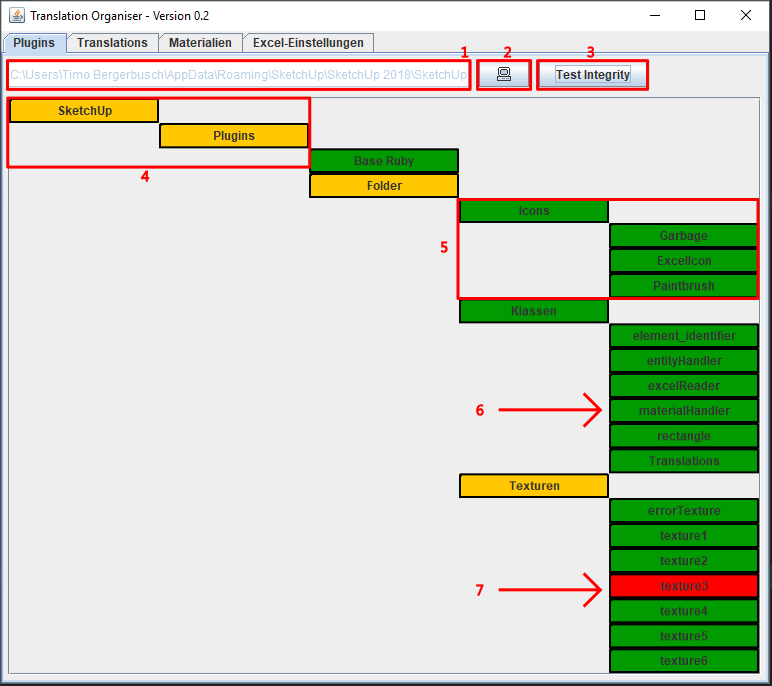 Translation Organiser - Version 0.2
Plugins Translations Materialien Excel-Einstellungen
1 2 3
C:\Users\Timo Bergerbusch\AppData\Roaming\SketchUp\SketchUp 2018\SketchUp Test Integrity
SketchUp
Plugins
4
Base Ruby
Folder
Icons
5
Garbage
ExcelIcon
Paintbrush
Klassen
element_identifier
entityHandler
excelReader
6 materialHandler
rectangle
Translations
Texturen
errorTexture
texture1
texture2
7 texture3
texture4
texture5
texture6